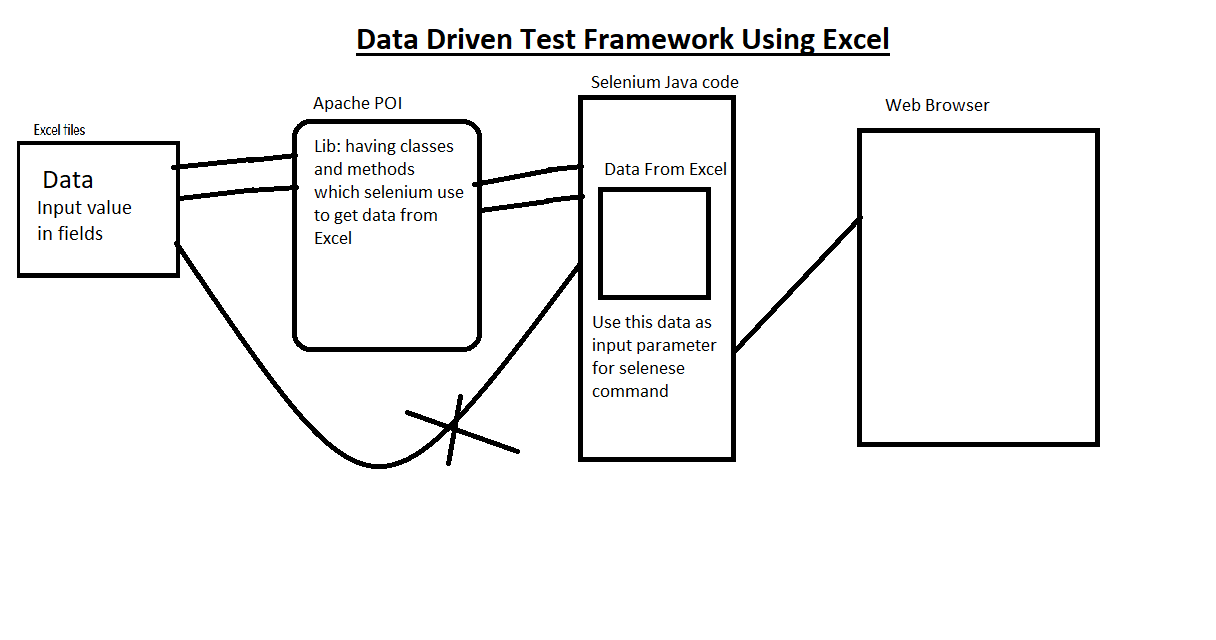 Data Driven Test Framework Using Excel
Excel files
Data
Input value
in fields
Apache POI
Lib: having classes
and methods
which selenium use
to get data from
Excel
Selenium Java code
Data From Excel
Use this data as
input parameter
for selenese
command
Web Browser